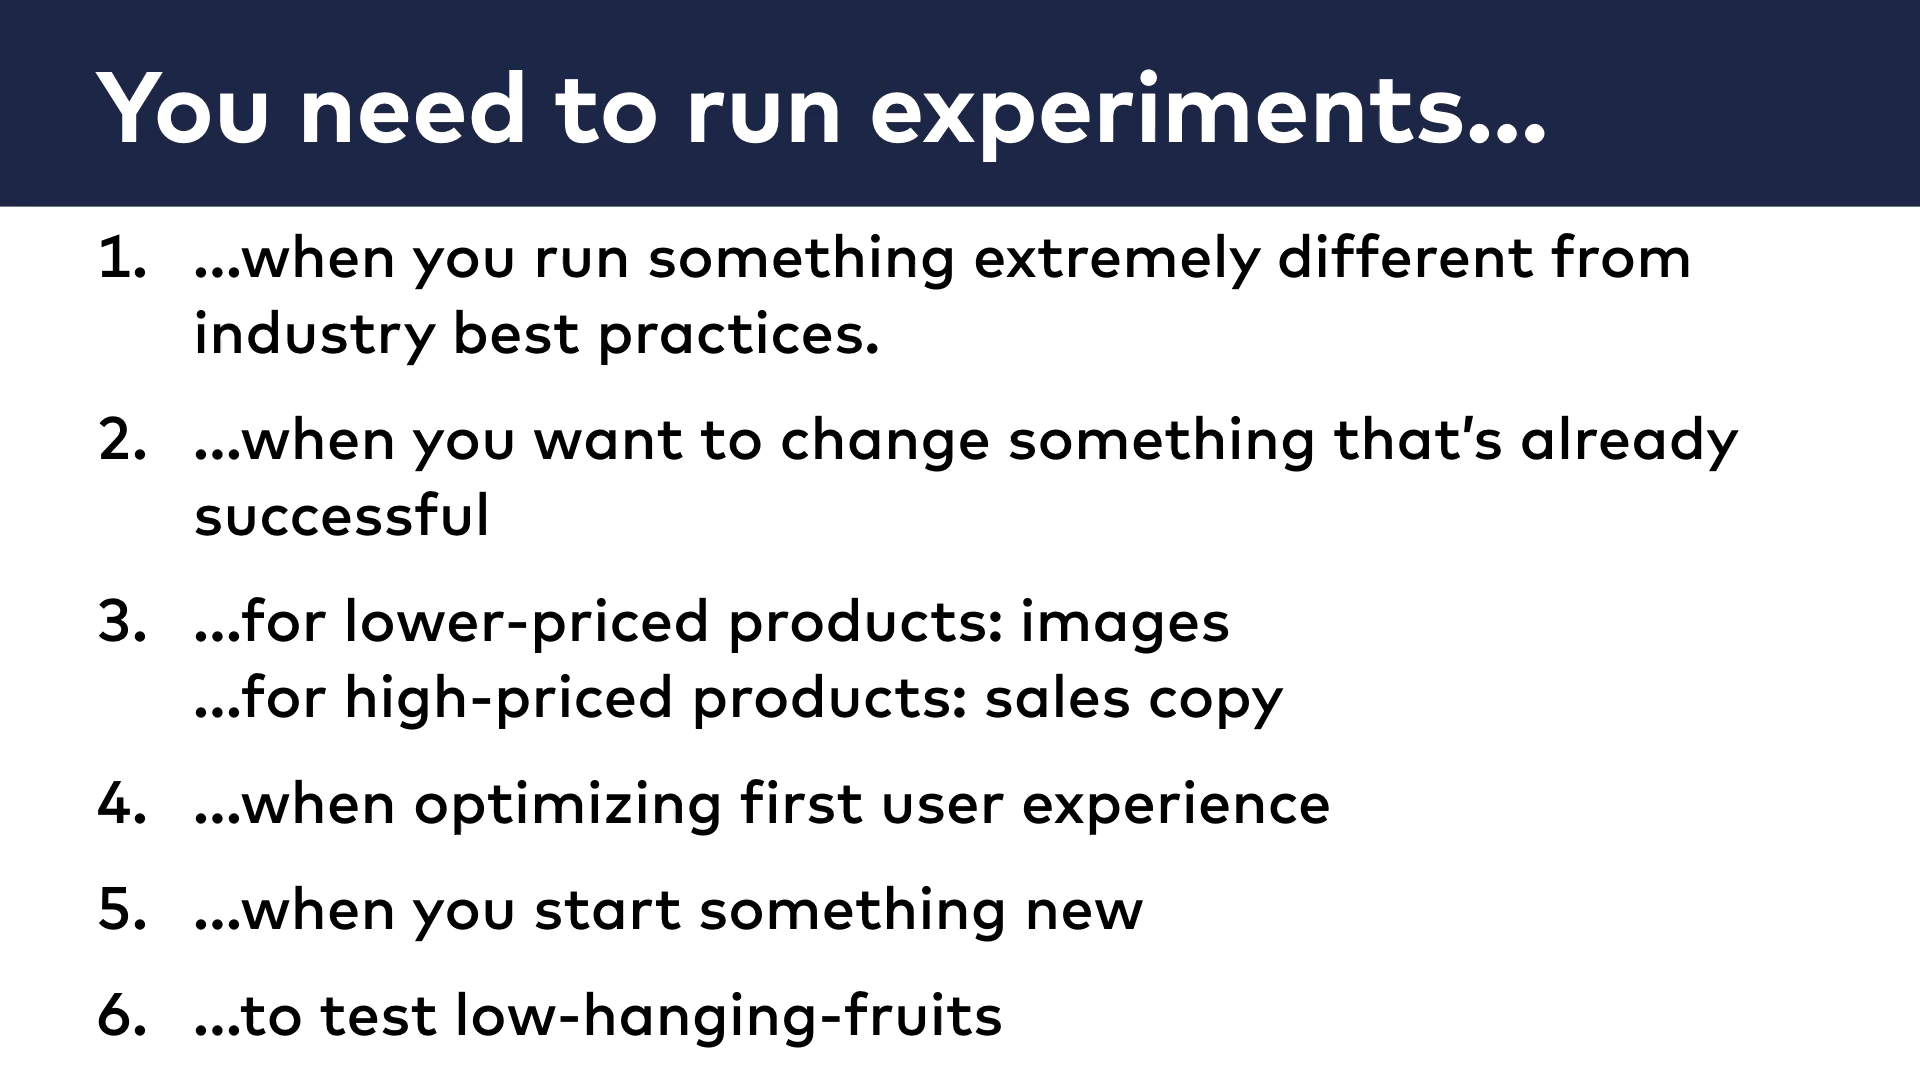 You need to run experiments...
1. ...when you run something extremely different from
industry best practices.
2. ...when you want to change something that’s already
successful
3. ...for lower-priced products: images
...for high-priced products: sales copy
4. ...when optimizing first user experience
5. ...when you start something new
6. ...to test low-hanging-fruits